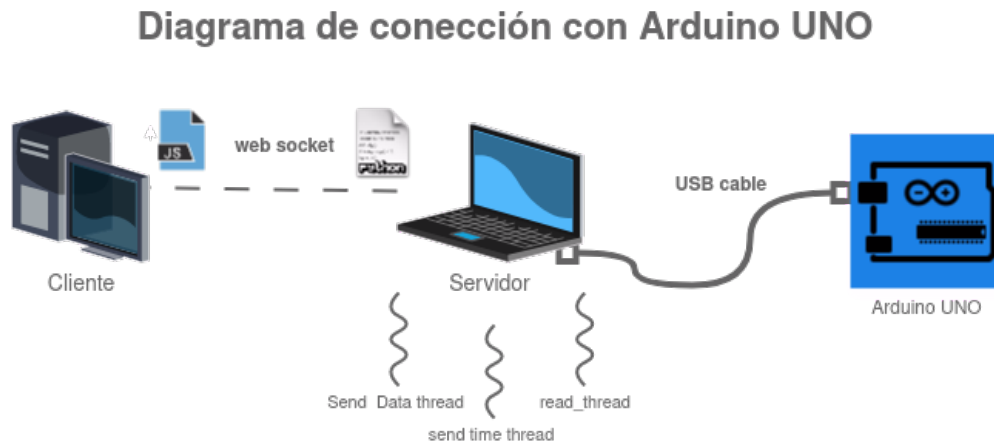 Diagrama de conección con Arduino UNO
JS
web socket
Python
USB cable
Cliente
Servidor
Arduino UNO
Send Data thread
read_thread
send time thread